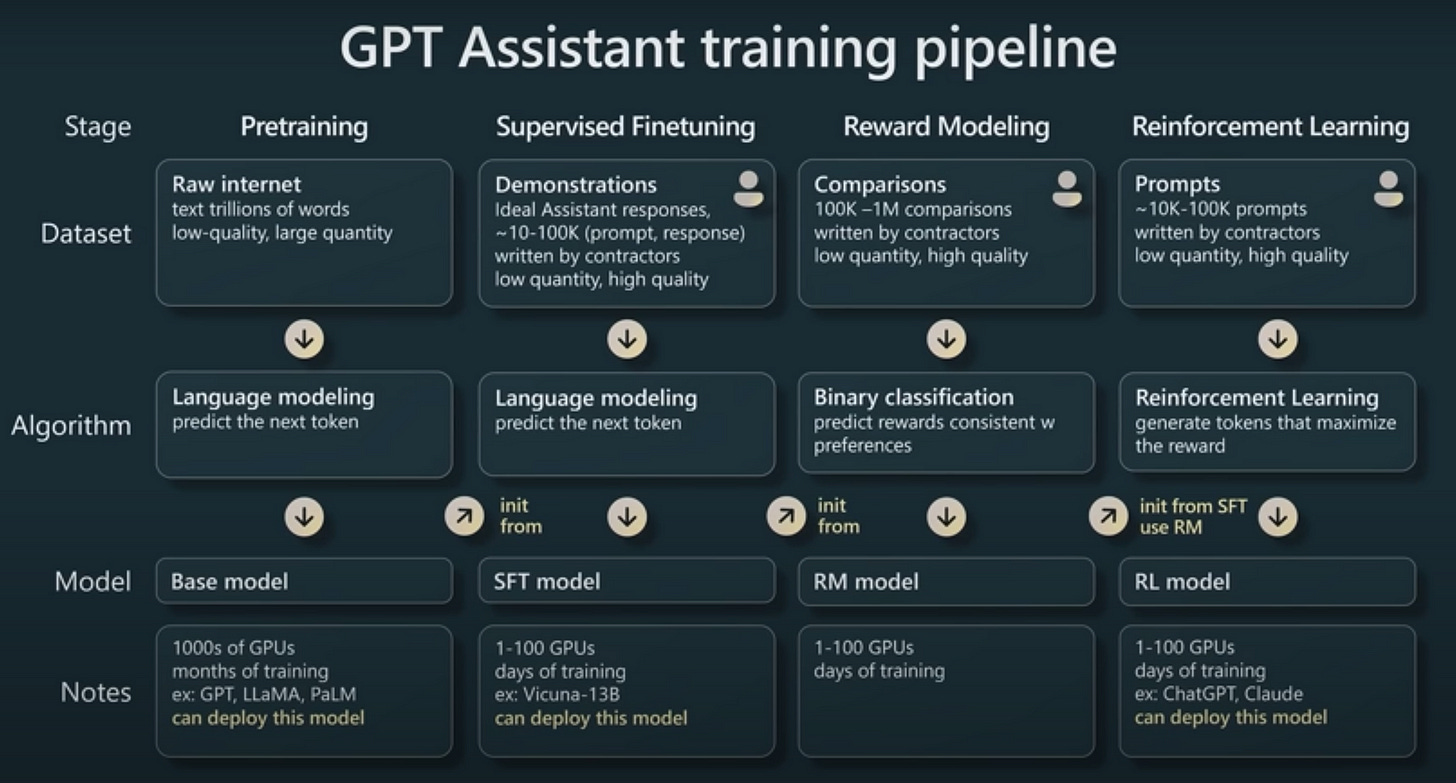 GPT Assistant training pipeline
Stage
Pretraining
Supervised Finetuning
Reward Modeling
Reinforcement Learning
Dataset
Raw internet
text trillions of words
low-quality, large quantity
Demonstrations
Ideal Assistant responses,
~10-100K (prompt, response)
written by contractors
low quantity, high quality
Comparisons
100K –1M comparisons
written by contractors
low quantity, high quality
Prompts
~10K-100K prompts
written by contractors
low quantity, high quality
Algorithm
Language modeling
predict the next token
Language modeling
predict the next token
Binary classification
predict rewards consistent w
preferences
Reinforcement Learning
generate tokens that maximize
the reward
init
from
init
from
init from SFT
use RM
Model
Base model
SFT model
RM model
RL model
Notes
1000s of GPUs
months of training
ex: GPT, LLaMA, PaLM
can deploy this model
1-100 GPUs
days of training
ex: Vicuna-13B
can deploy this model
1-100 GPUs
days of training
1-100 GPUs
days of training
ex: ChatGPT, Claude
can deploy this model